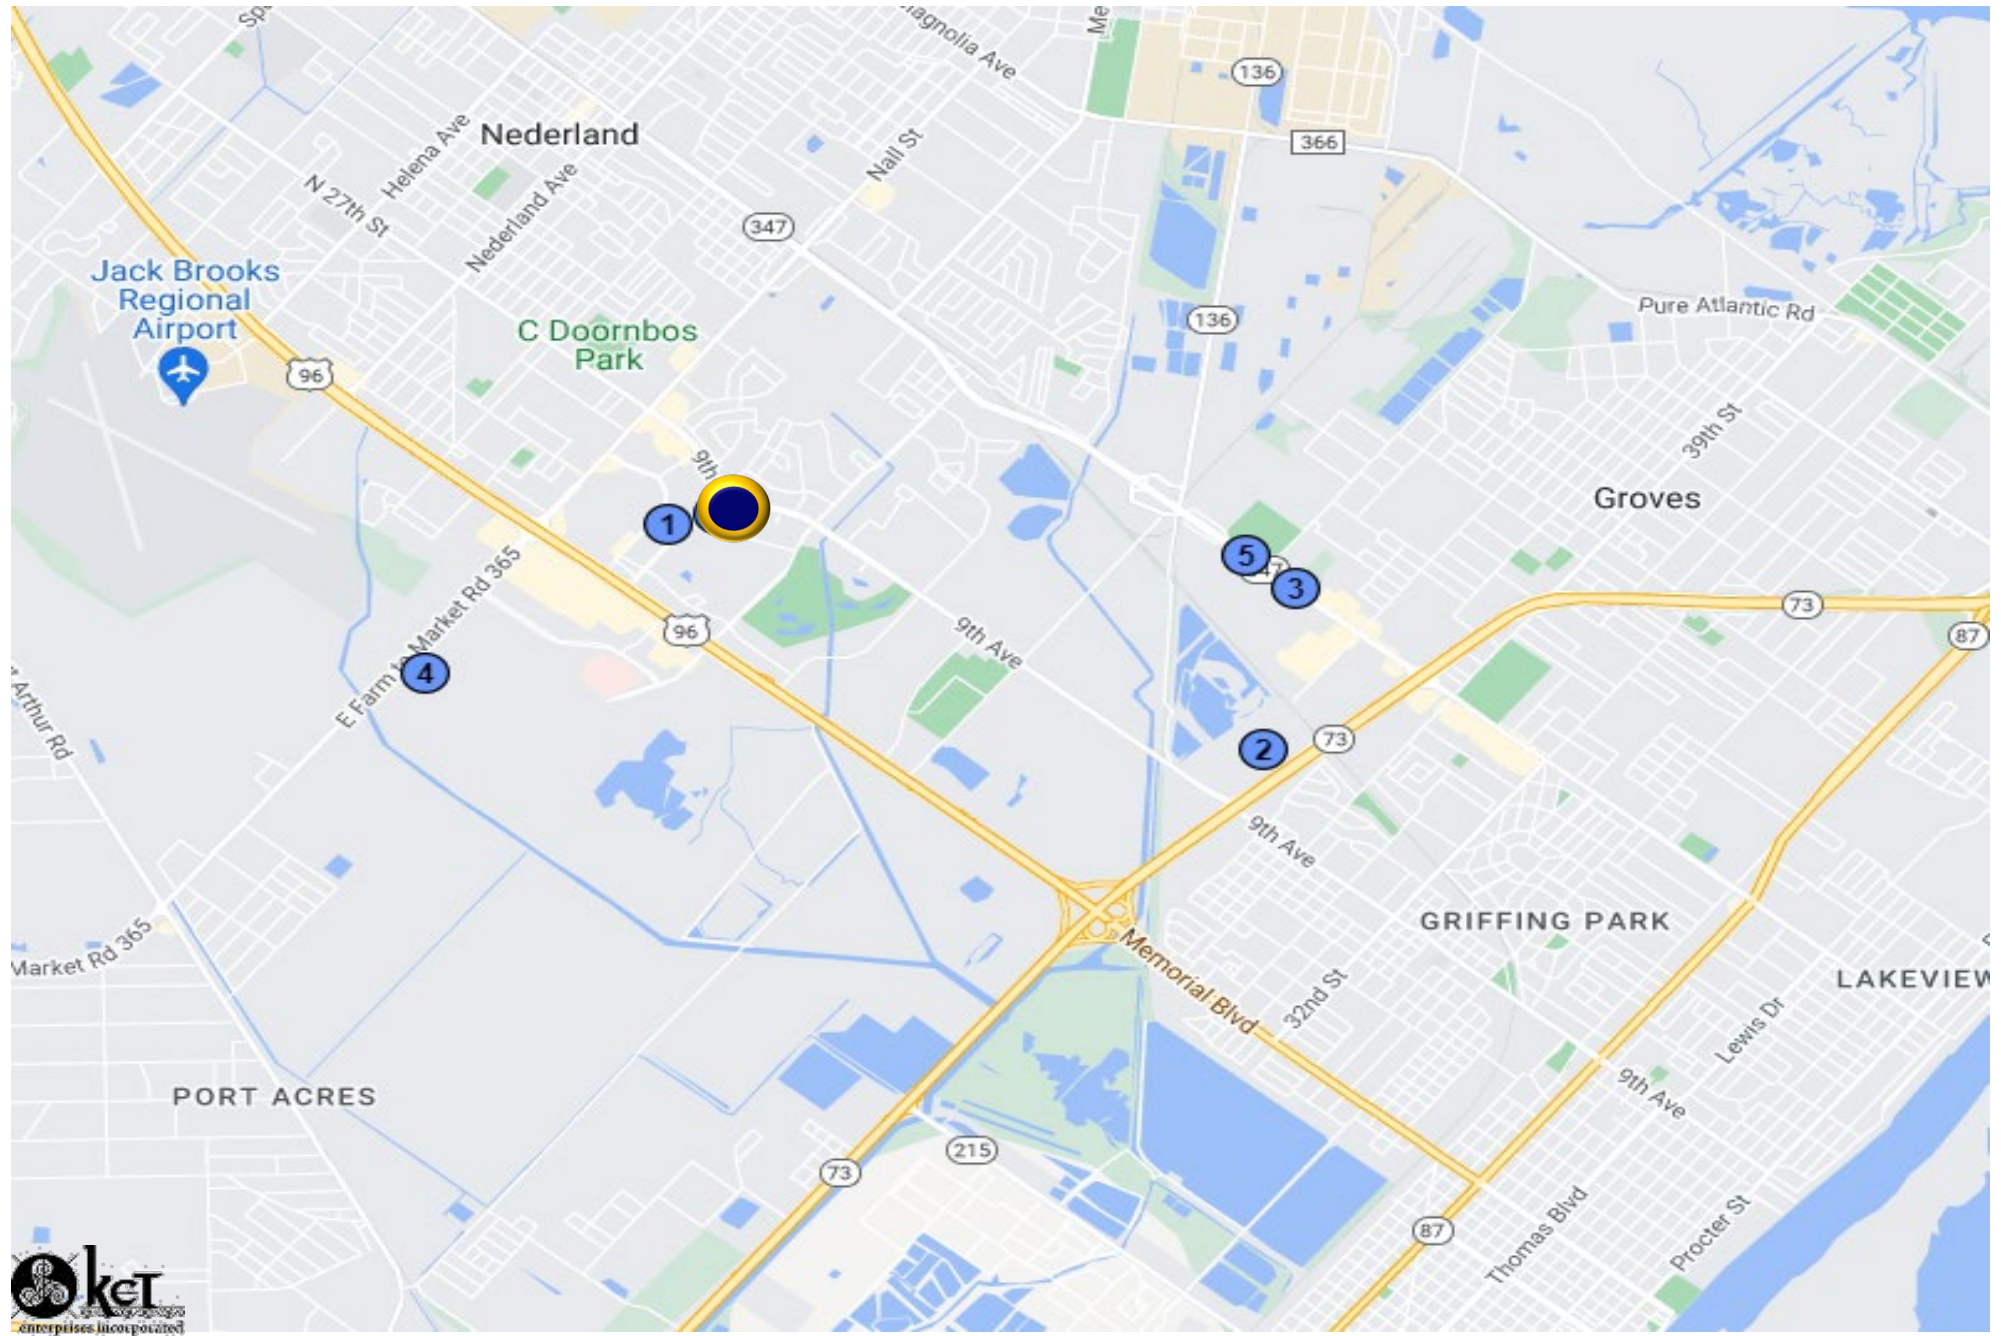 Magnolia Ave
136
Nederland
366
Helena Ave
Nall St
N 27th St
Nederland Ave
347
Jack Brooks
Regional
Airport
136
Pure Atlantic Rd
C Doornbos
Park
96
39th St
9th
Groves
1
5
47
3
E Farm to Market Rd 365
73
96
87
9th Ave
4
Arthur Rd
2
73
9th Ave
GRIFFING PARK
Market Rd 365
Memorial Blvd
LAKEVIEW
32nd St
Lewis Dr
PORT ACRES
9th Ave
215
73
87
Thomas Blvd
Procter St
kcT
enterprises incorporated